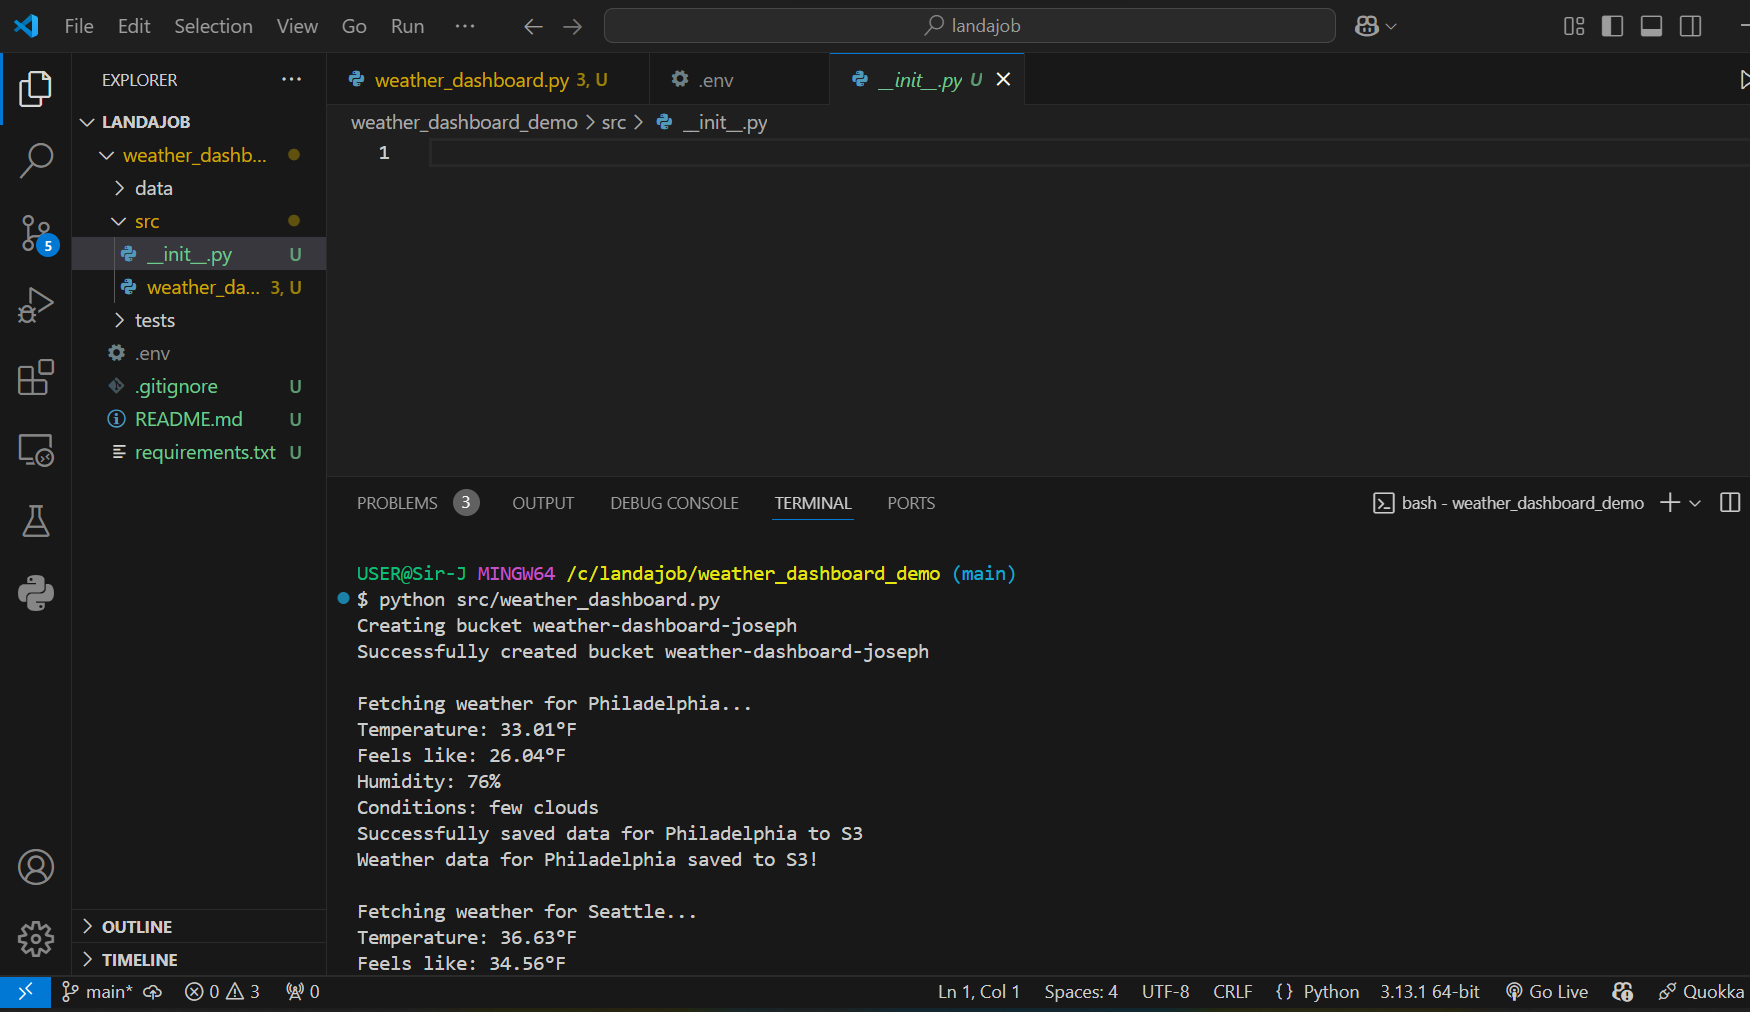 File Edit Selection View Go Run ··· landajob
EXPLORER ···
LANDAJOB
weather_dashb...
data
src
__init__.py U
weather_da... 3, U
tests
.env
.gitignore U
README.md U
requirements.txt U
OUTLINE
TIMELINE
5
weather_dashboard.py 3, U
.env
__init__.py U
weather_dashboard_demo > src > __init__.py
1
PROBLEMS 3 OUTPUT DEBUG CONSOLE TERMINAL PORTS bash - weather_dashboard_demo
USER@Sir-J MINGW64 /c/landajob/weather_dashboard_demo (main)
$ python src/weather_dashboard.py
Creating bucket weather-dashboard-joseph
Successfully created bucket weather-dashboard-joseph
Fetching weather for Philadelphia...
Temperature: 33.01°F
Feels like: 26.04°F
Humidity: 76%
Conditions: few clouds
Successfully saved data for Philadelphia to S3
Weather data for Philadelphia saved to S3!
Fetching weather for Seattle...
Temperature: 36.63°F
Feels like: 34.56°F
main* 0 3 0 Ln 1, Col 1 Spaces: 4 UTF-8 CRLF {} Python 3.13.1 64-bit Go Live Quokka